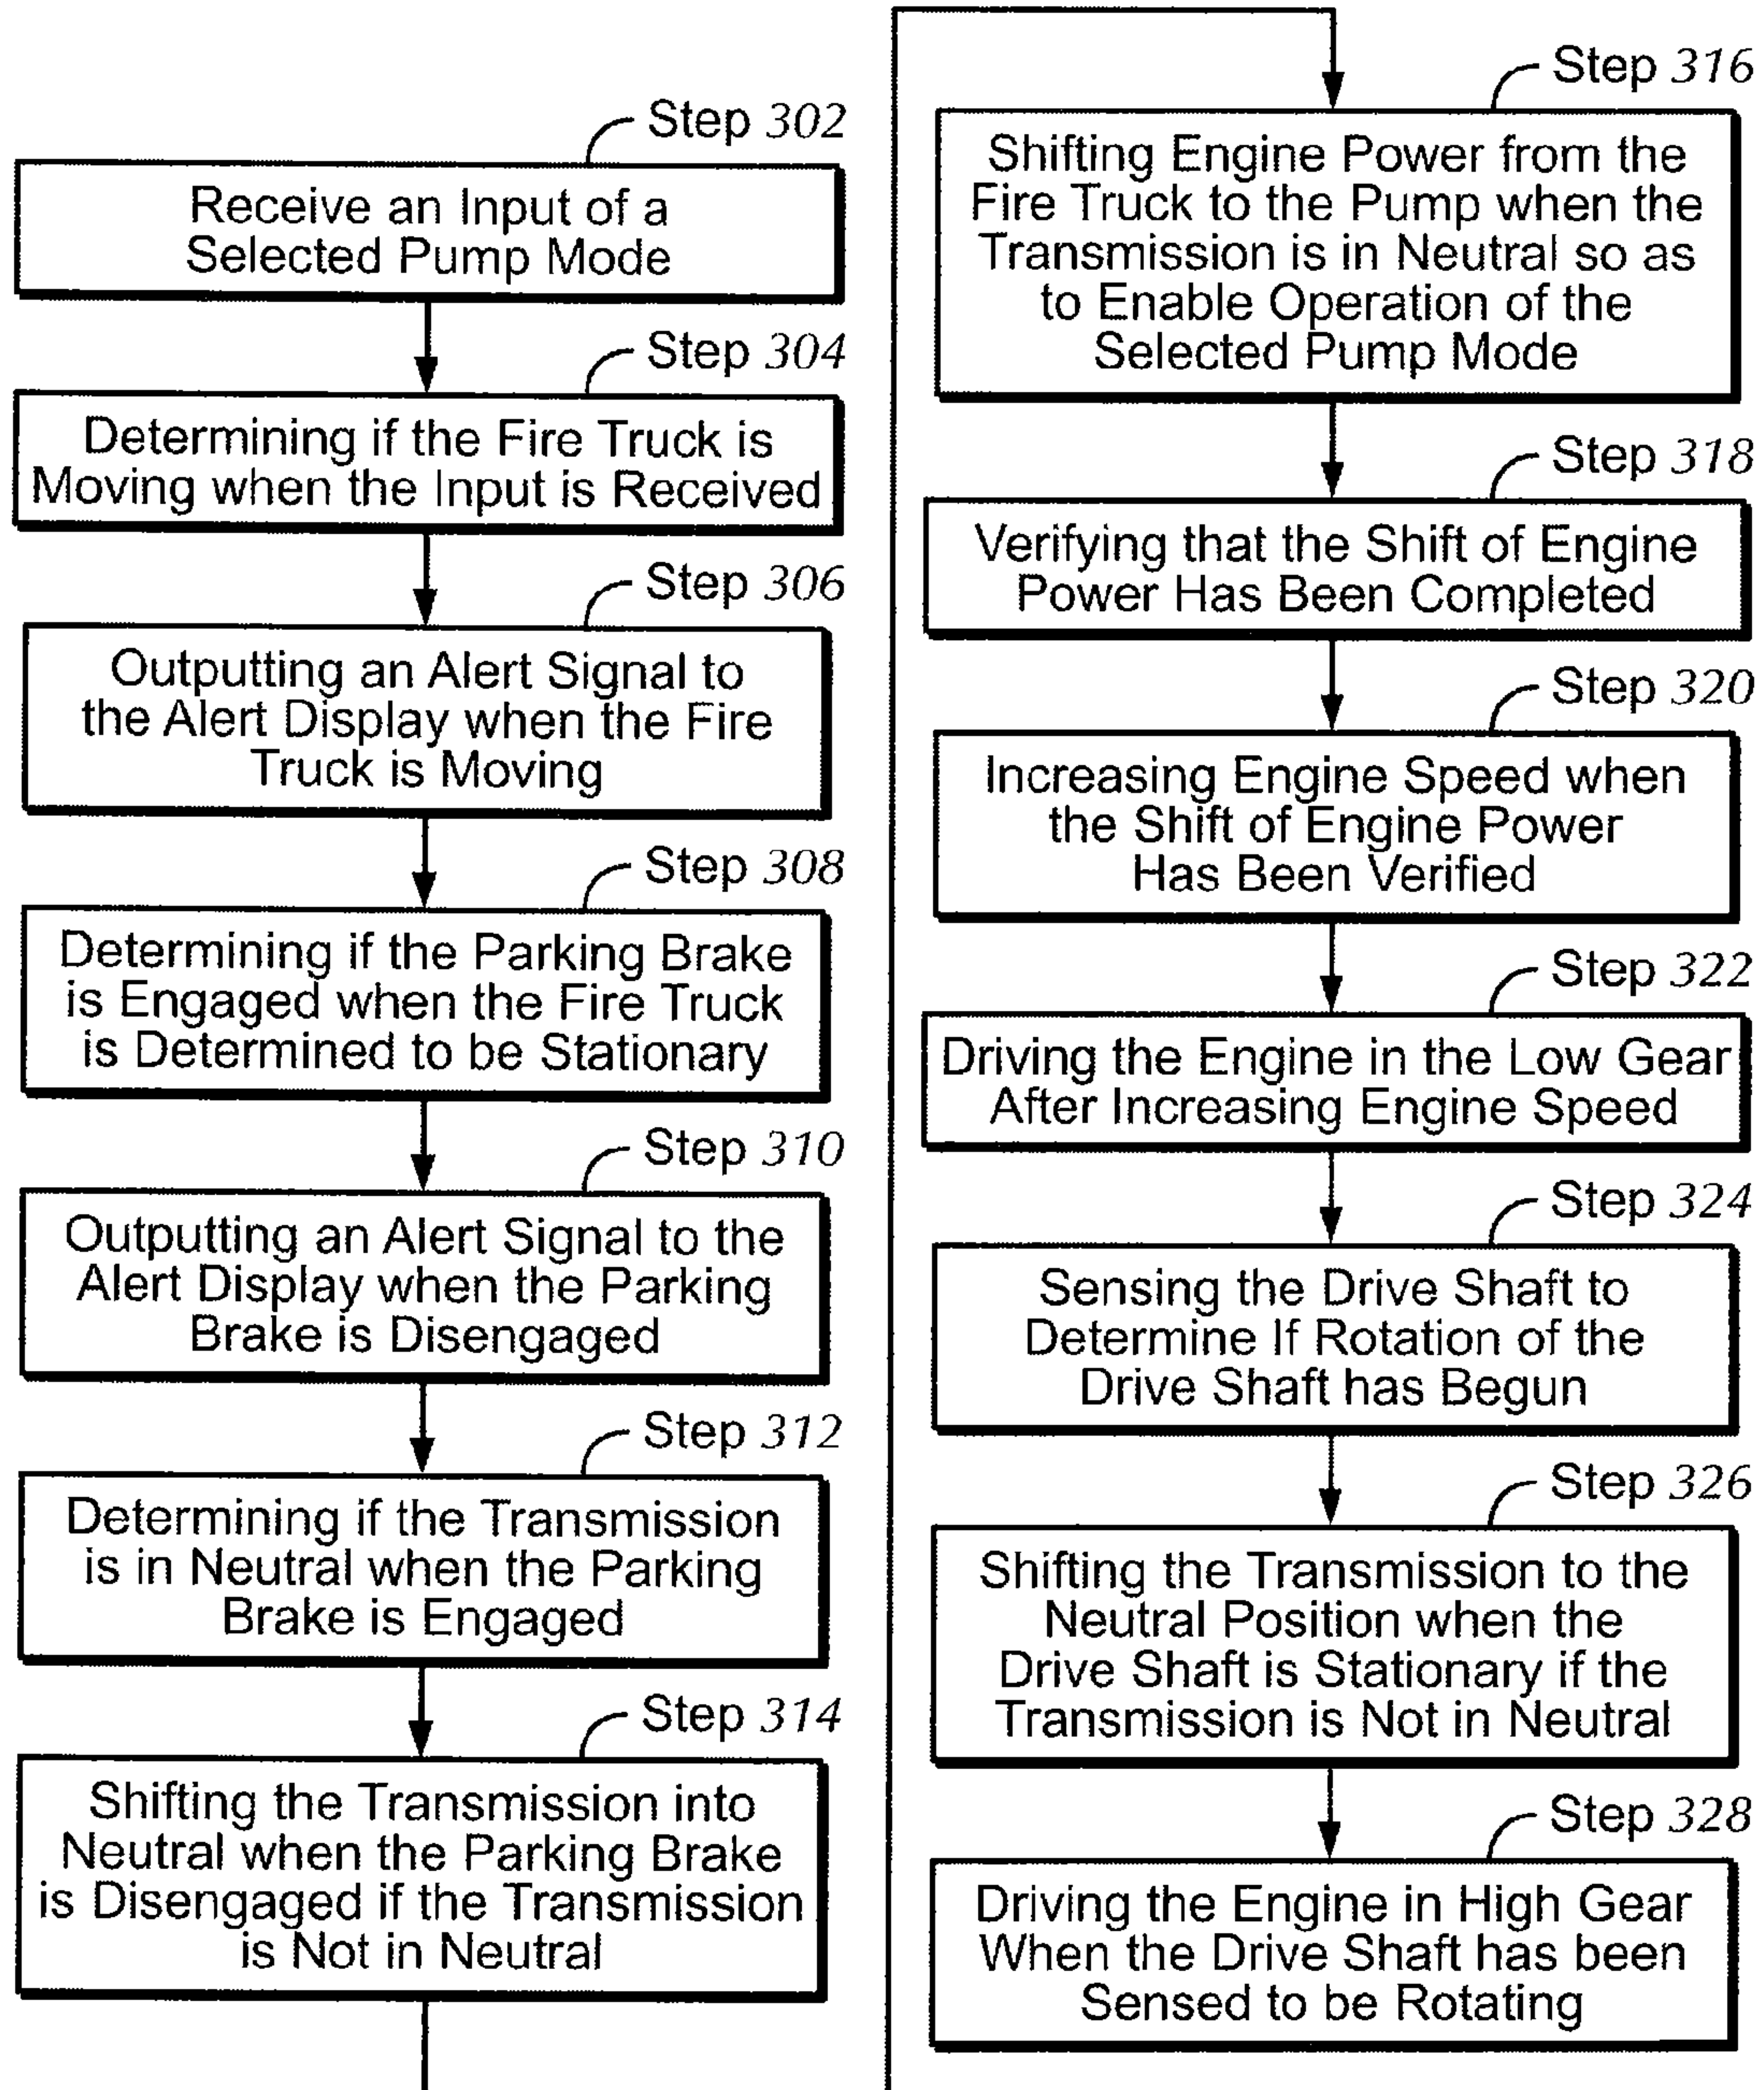 Step 302
Receive an Input of a
Selected Pump Mode
Step 304
Determining if the Fire Truck is
Moving when the Input is Received
Step 306
Outputting an Alert Signal to
the Alert Display when the Fire
Truck is Moving
Step 308
Determining if the Parking Brake
is Engaged when the Fire Truck
is Determined to be Stationary
Step 310
Outputting an Alert Signal to the
Alert Display when the Parking
Brake is Disengaged
Step 312
Determining if the Transmission
is in Neutral when the Parking
Brake is Engaged
Step 314
Shifting the Transmission into
Neutral when the Parking Brake
is Disengaged if the Transmission
is Not in Neutral
Step 316
Shifting Engine Power from the
Fire Truck to the Pump when the
Transmission is in Neutral so as
to Enable Operation of the
Selected Pump Mode
Step 318
Verifying that the Shift of Engine
Power Has Been Completed
Step 320
Increasing Engine Speed when
the Shift of Engine Power
Has Been Verified
Step 322
Driving the Engine in the Low Gear
After Increasing Engine Speed
Step 324
Sensing the Drive Shaft to
Determine If Rotation of the
Drive Shaft has Begun
Step 326
Shifting the Transmission to the
Neutral Position when the
Drive Shaft is Stationary if the
Transmission is Not in Neutral
Step 328
Driving the Engine in High Gear
When the Drive Shaft has been
Sensed to be Rotating